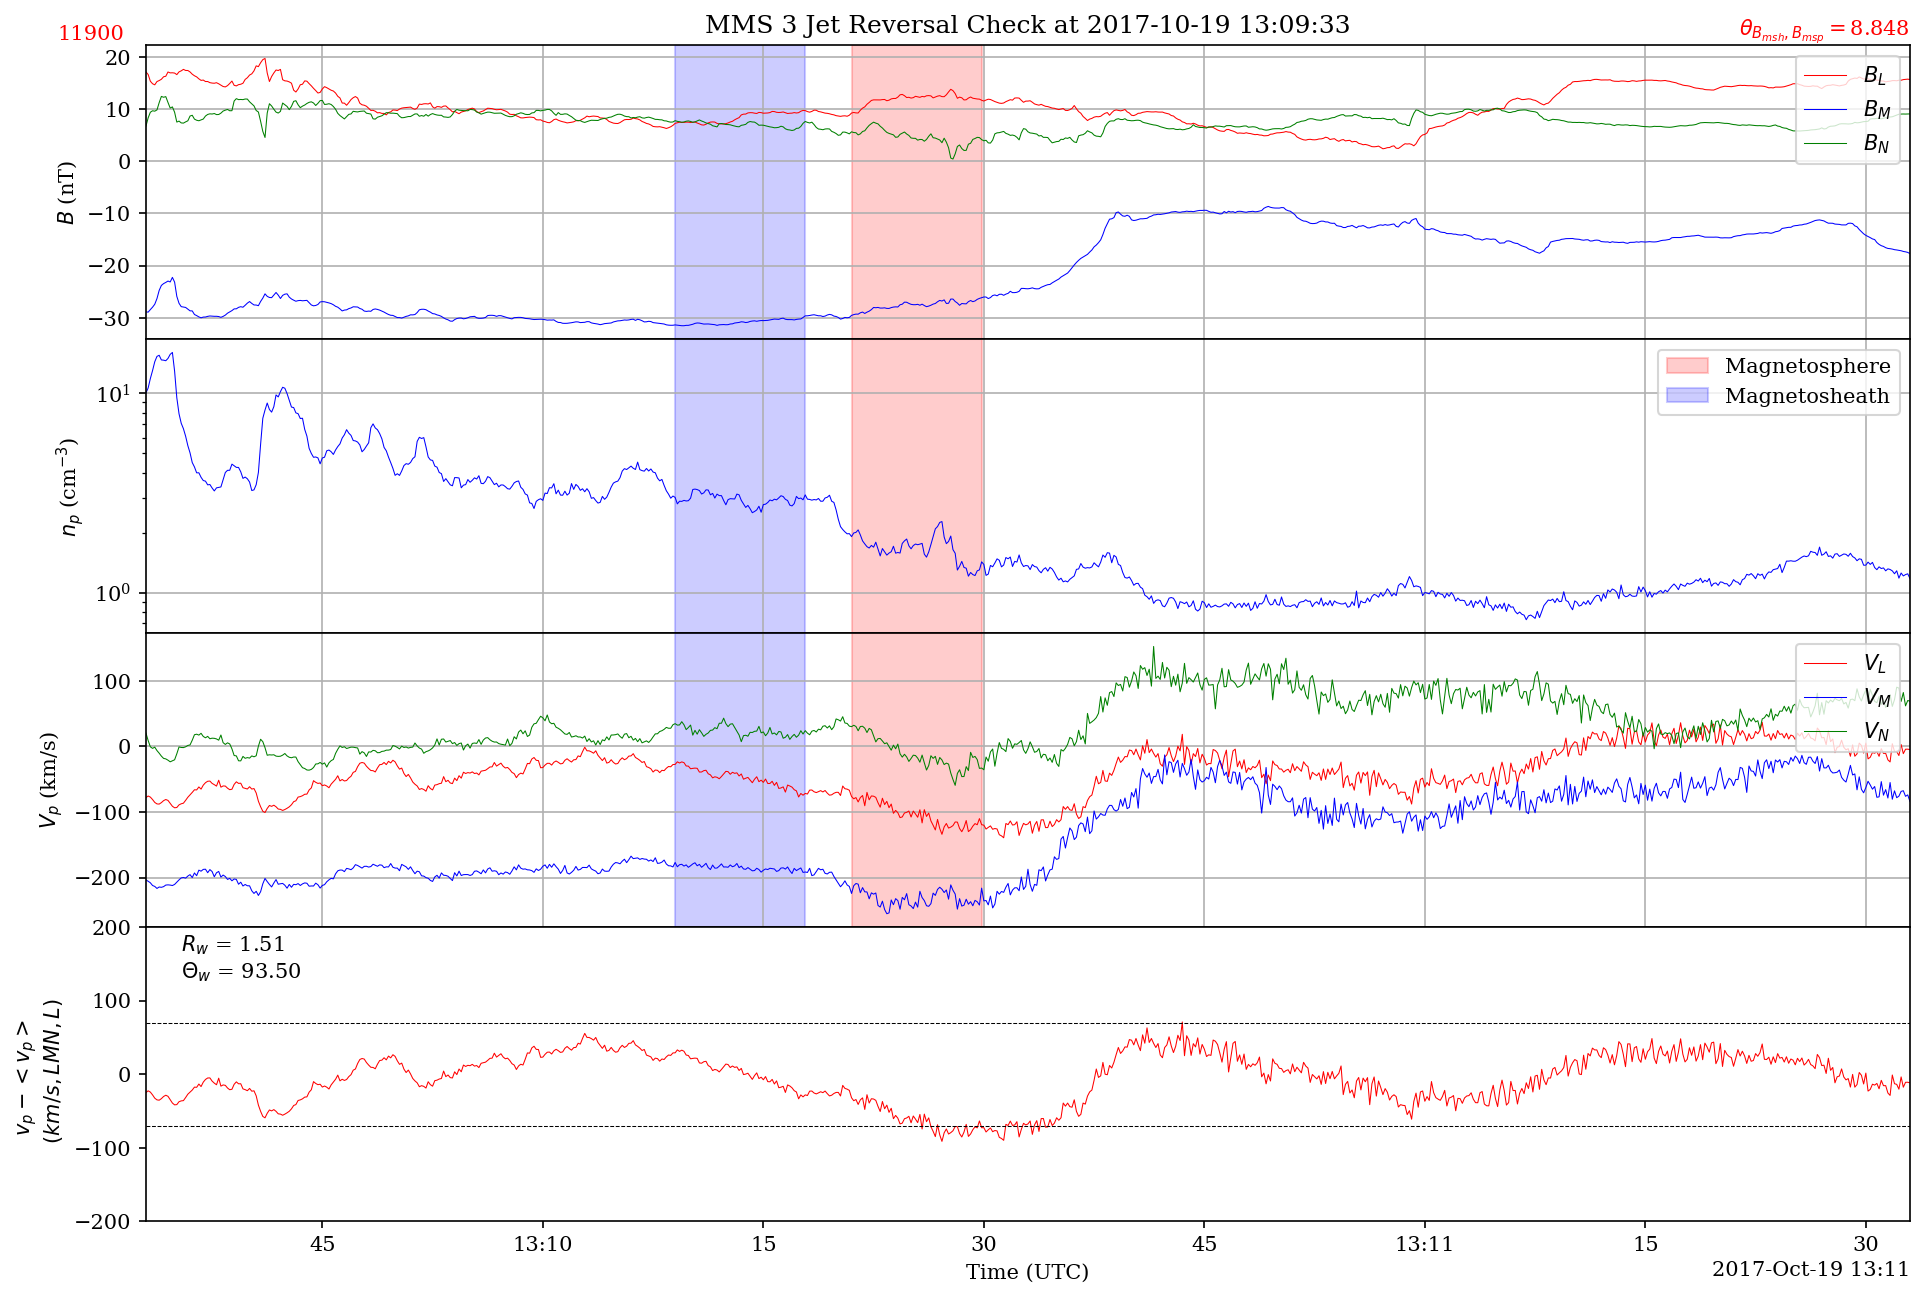 11900
MMS 3 Jet Reversal Check at 2017-10-19 13:09:33
θ_{B_{msh}, B_{msp}} = 8.848
20
10
0
−10
−20
−30
B (nT)
B_L
B_M
B_N
10^1
10^0
n_p (cm^{−3})
Magnetosphere
Magnetosheath
100
0
−100
−200
V_p (km/s)
V_L
V_M
V_N
200
100
0
−100
−200
v_p − < v_p >
(km/s, LMN, L)
R_w = 1.51
Θ_w = 93.50
45
13:10
15
30
45
13:11
15
30
Time (UTC)
2017-Oct-19 13:11